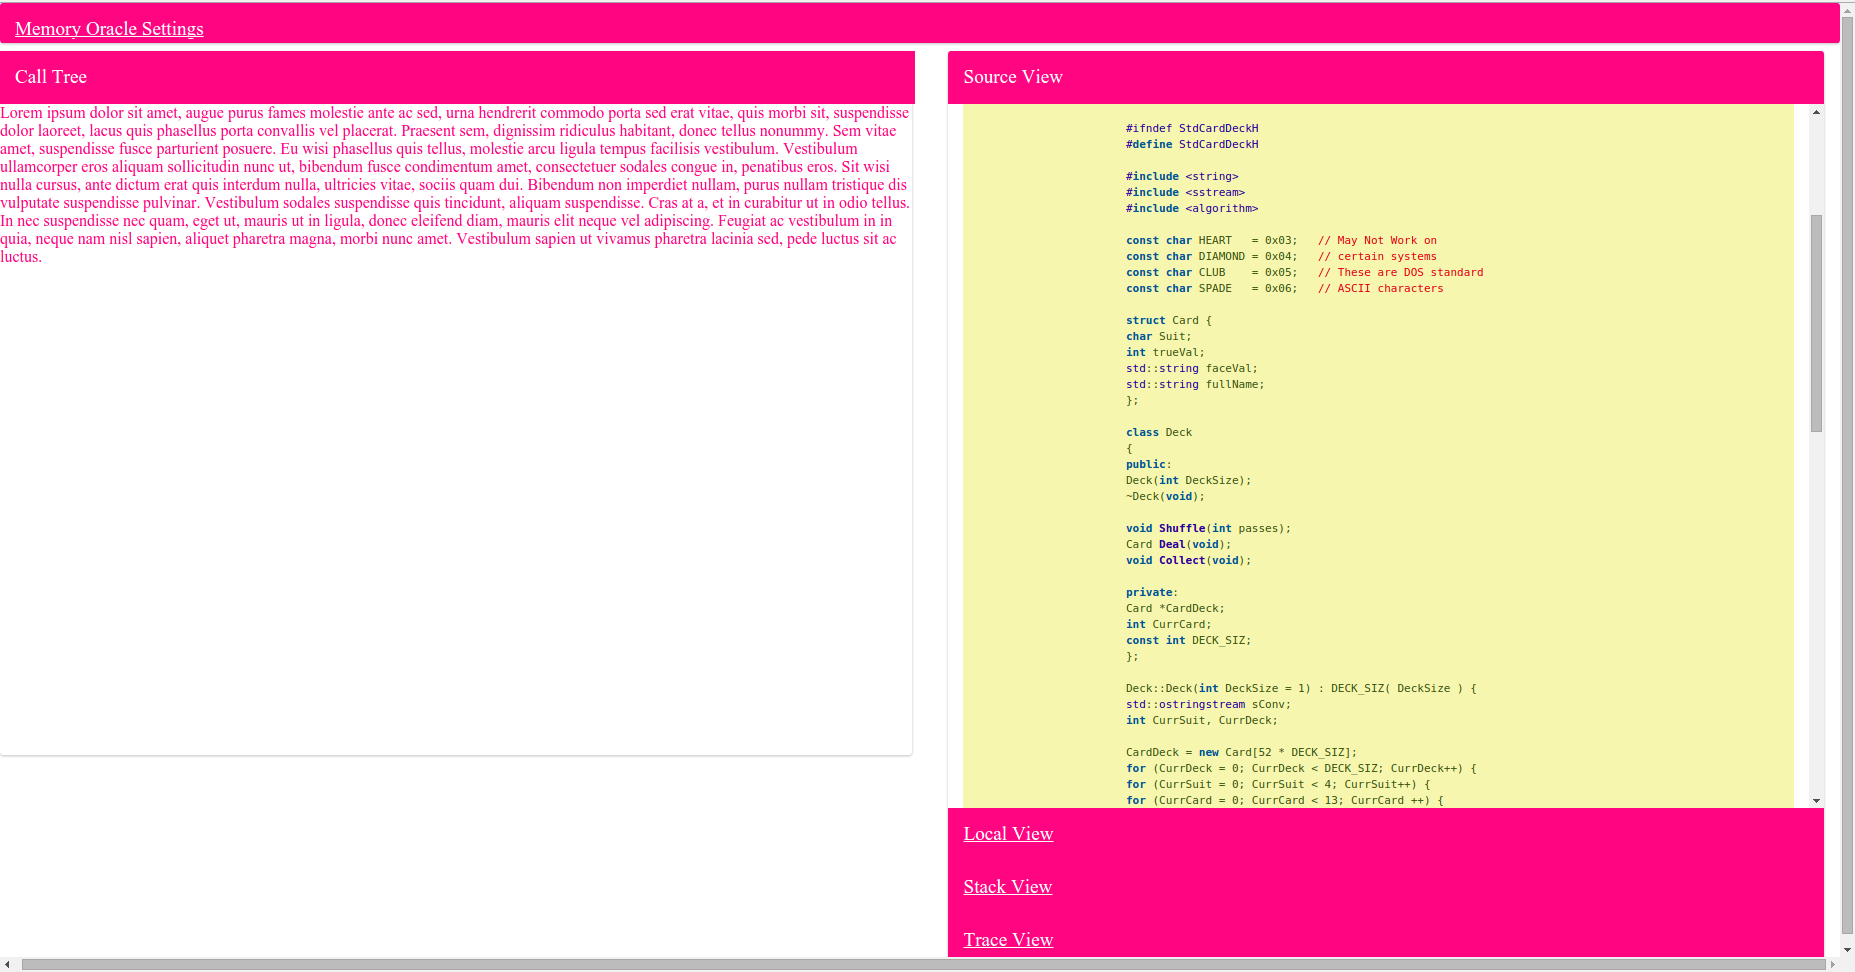 Memory Oracle Settings
Call Tree
Lorem ipsum dolor sit amet, augue purus fames molestie ante ac sed, urna hendrerit commodo porta sed erat vitae, quis morbi sit, suspendisse
dolor laoreet, lacus quis phasellus porta convallis vel placerat. Praesent sem, dignissim ridiculus habitant, donec tellus nonummy. Sem vitae
amet, suspendisse fusce parturient posuere. Eu wisi phasellus quis tellus, molestie arcu ligula tempus facilisis vestibulum. Vestibulum
ullamcorper eros aliquam sollicitudin nunc ut, bibendum fusce condimentum amet, consectetuer sodales congue in, penatibus eros. Sit wisi
nulla cursus, ante dictum erat quis interdum nulla, ultricies vitae, sociis quam dui. Bibendum non imperdiet nullam, purus nullam tristique dis
vulputate suspendisse pulvinar. Vestibulum sodales suspendisse quis tincidunt, aliquam suspendisse. Cras at a, et in curabitur ut in odio tellus.
In nec suspendisse nec quam, eget ut, mauris ut in ligula, donec eleifend diam, mauris elit neque vel adipiscing. Feugiat ac vestibulum in in
quia, neque nam nisl sapien, aliquet pharetra magna, morbi nunc amet. Vestibulum sapien ut vivamus pharetra lacinia sed, pede luctus sit ac
luctus.
Source View
#ifndef StdCardDeckH
#define StdCardDeckH
#include <string>
#include <sstream>
#include <algorithm>
const char HEART   = 0x03;   // May Not Work on
const char DIAMOND = 0x04;   // certain systems
const char CLUB    = 0x05;   // These are DOS standard
const char SPADE   = 0x06;   // ASCII characters
struct Card {
char Suit;
int trueVal;
std::string faceVal;
std::string fullName;
};
class Deck
{
public:
Deck(int DeckSize);
~Deck(void);
void Shuffle(int passes);
Card Deal(void);
void Collect(void);
private:
Card *CardDeck;
int CurrCard;
const int DECK_SIZ;
};
Deck::Deck(int DeckSize = 1) : DECK_SIZ( DeckSize ) {
std::ostringstream sConv;
int CurrSuit, CurrDeck;
CardDeck = new Card[52 * DECK_SIZ];
for (CurrDeck = 0; CurrDeck < DECK_SIZ; CurrDeck++) {
for (CurrSuit = 0; CurrSuit < 4; CurrSuit++) {
for (CurrCard = 0; CurrCard < 13; CurrCard ++) {
Local View
Stack View
Trace View